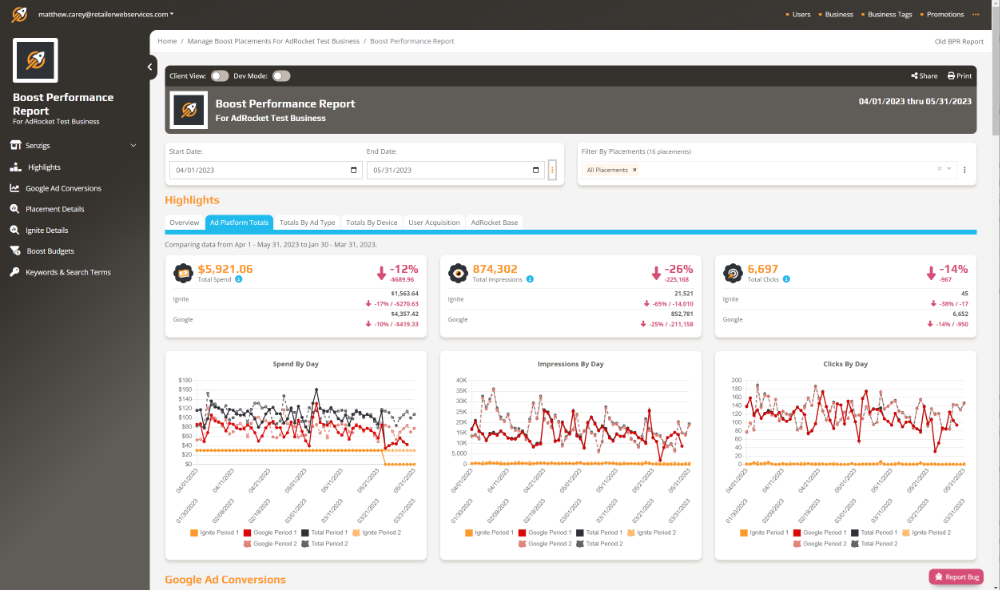 matthew.carey@retailerwebservices.com
Users
Business
Business Tags
Promotions
Boost Performance
Report
For AdRocket Test Business
Senzigs
Highlights
Google Ad Conversions
Placement Details
Ignite Details
Boost Budgets
Keywords & Search Terms
Home / Manage Boost Placements For AdRocket Test Business / Boost Performance Report
Old BPR Report
Client View: Dev Mode:
Share Print
Boost Performance Report
For AdRocket Test Business
04/01/2023 thru 05/31/2023
Start Date:
04/01/2023
End Date:
05/31/2023
Filter By Placements (16 placements)
All Placements ×
Highlights
Overview Ad Platform Totals Totals By Ad Type Totals By Device User Acquisition AdRocket Base
Comparing data from Apr 1 - May 31, 2023 to Jan 30 - Mar 31, 2023.
$5,921.06
Total Spend
-12%
-$689.96
Ignite
$1,563.64
-17% / -$270.63
Google
$4,357.42
-10% / -$419.33
874,302
Total Impressions
-26%
-225,168
Ignite
21,521
-65% / -14,010
Google
852,781
-25% / -211,158
6,697
Total Clicks
-14%
-967
Ignite
45
-38% / -17
Google
6,652
-14% / -950
Spend By Day
$180
$160
$140
$120
$100
$80
$60
$40
$20
$0
04/01/2023 04/11/2023 04/21/2023 05/01/2023 05/11/2023 05/21/2023 05/31/2023
01/30/2023 02/09/2023 02/19/2023 03/01/2023 03/11/2023 03/21/2023 03/31/2023
Ignite Period 1 Google Period 1 Total Period 1 Ignite Period 2
Google Period 2 Total Period 2
Impressions By Day
40K
35K
30K
25K
20K
15K
10K
5,000
0
04/01/2023 04/11/2023 04/21/2023 05/01/2023 05/11/2023 05/21/2023 05/31/2023
01/30/2023 02/09/2023 02/19/2023 03/01/2023 03/11/2023 03/21/2023 03/31/2023
Ignite Period 1 Google Period 1 Total Period 1 Ignite Period 2
Google Period 2 Total Period 2
Clicks By Day
200
180
160
140
120
100
80
60
40
20
0
04/01/2023 04/11/2023 04/21/2023 05/01/2023 05/11/2023 05/21/2023 05/31/2023
01/30/2023 02/09/2023 02/19/2023 03/01/2023 03/11/2023 03/21/2023 03/31/2023
Ignite Period 1 Google Period 1 Total Period 1 Ignite Period 2
Google Period 2 Total Period 2
Google Ad Conversions
Report Bug